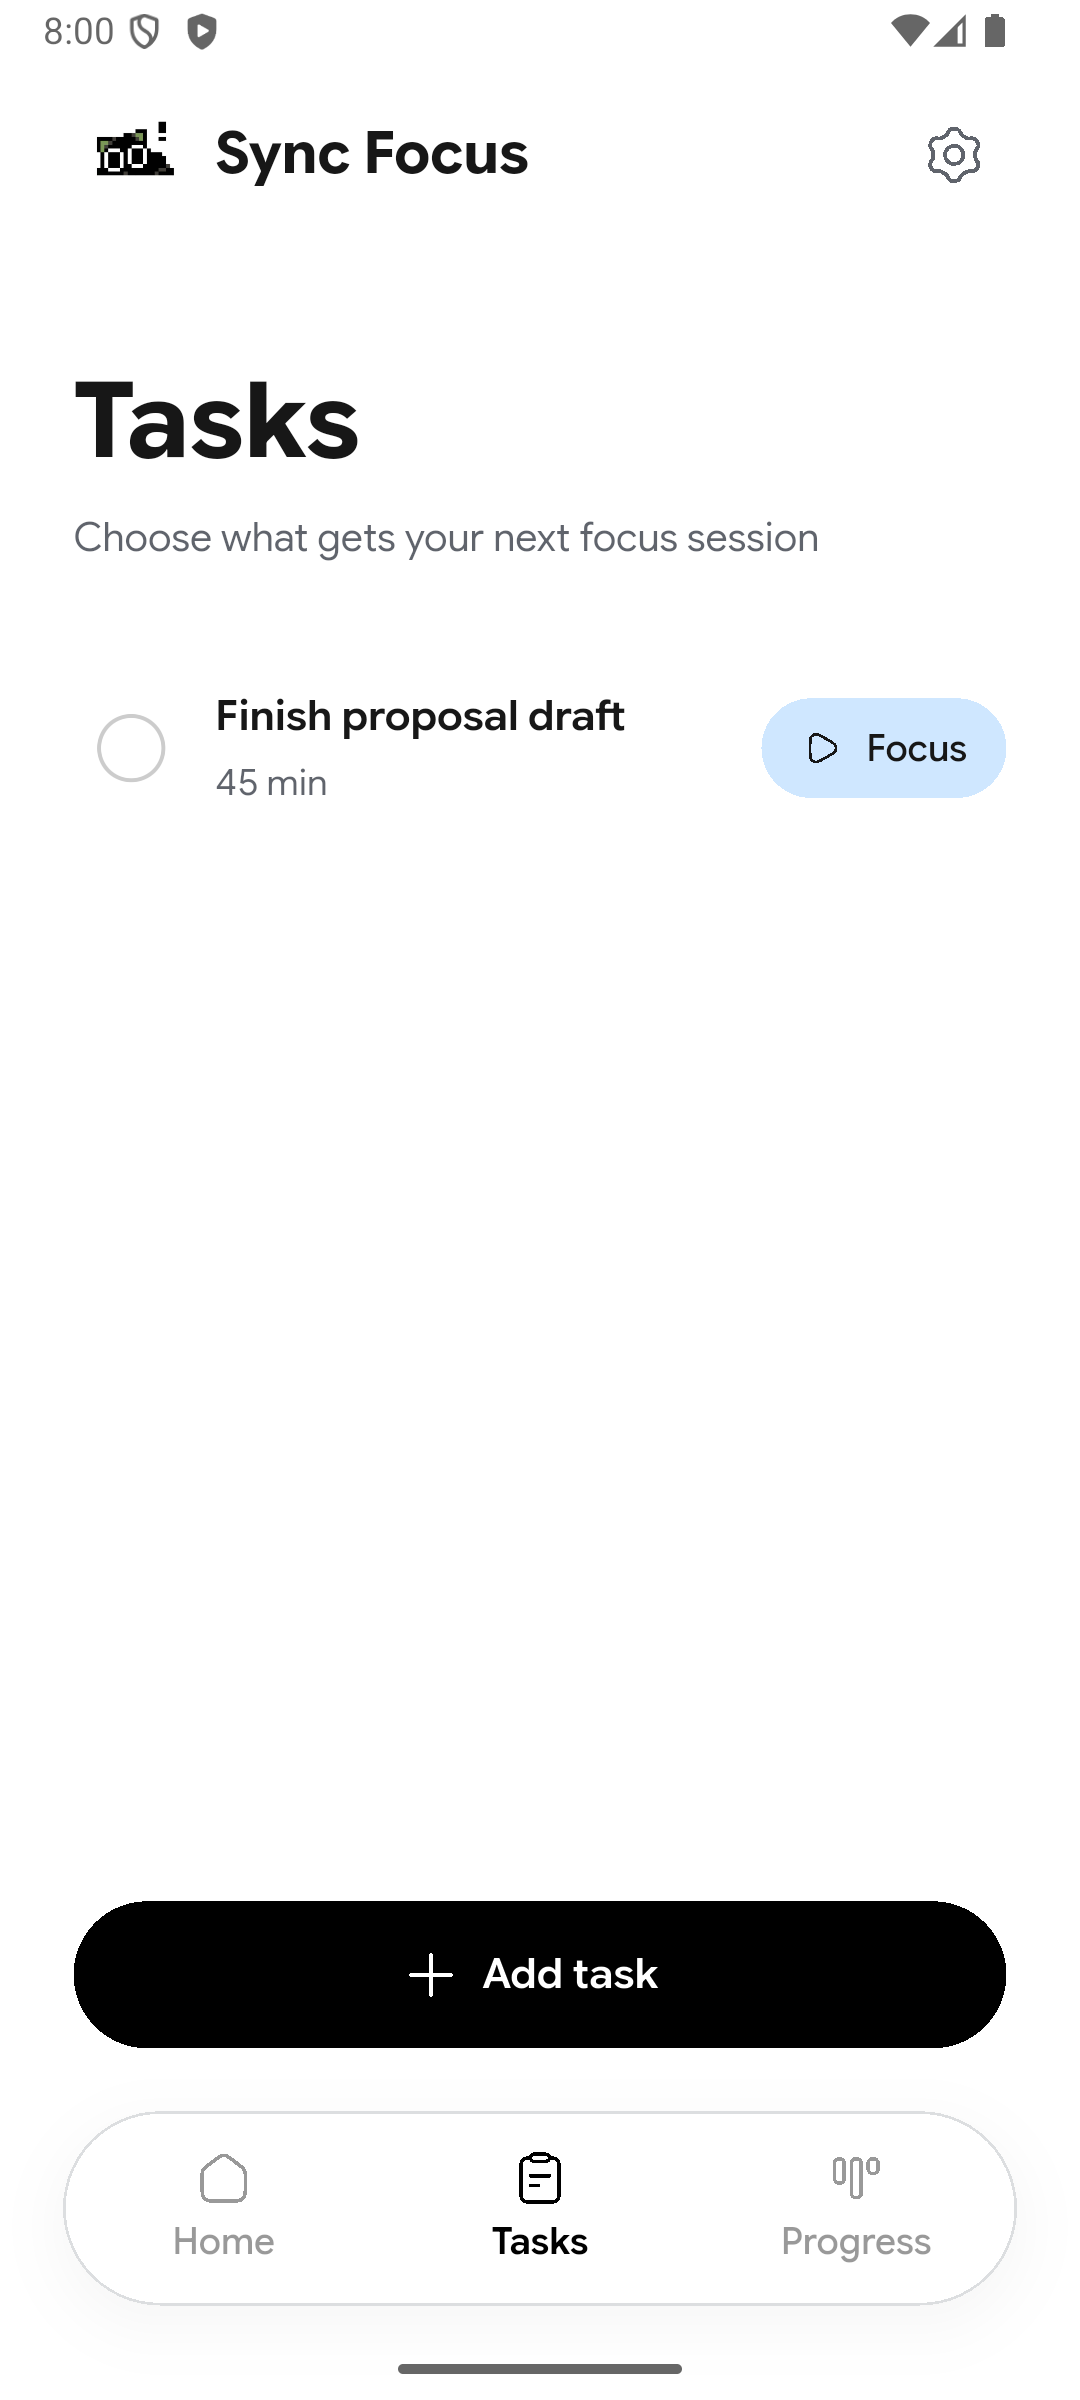 8:00
Sync Focus
Tasks
Choose what gets your next focus session
Finish proposal draft
45 min
Focus
Add task
Home
Tasks
Progress